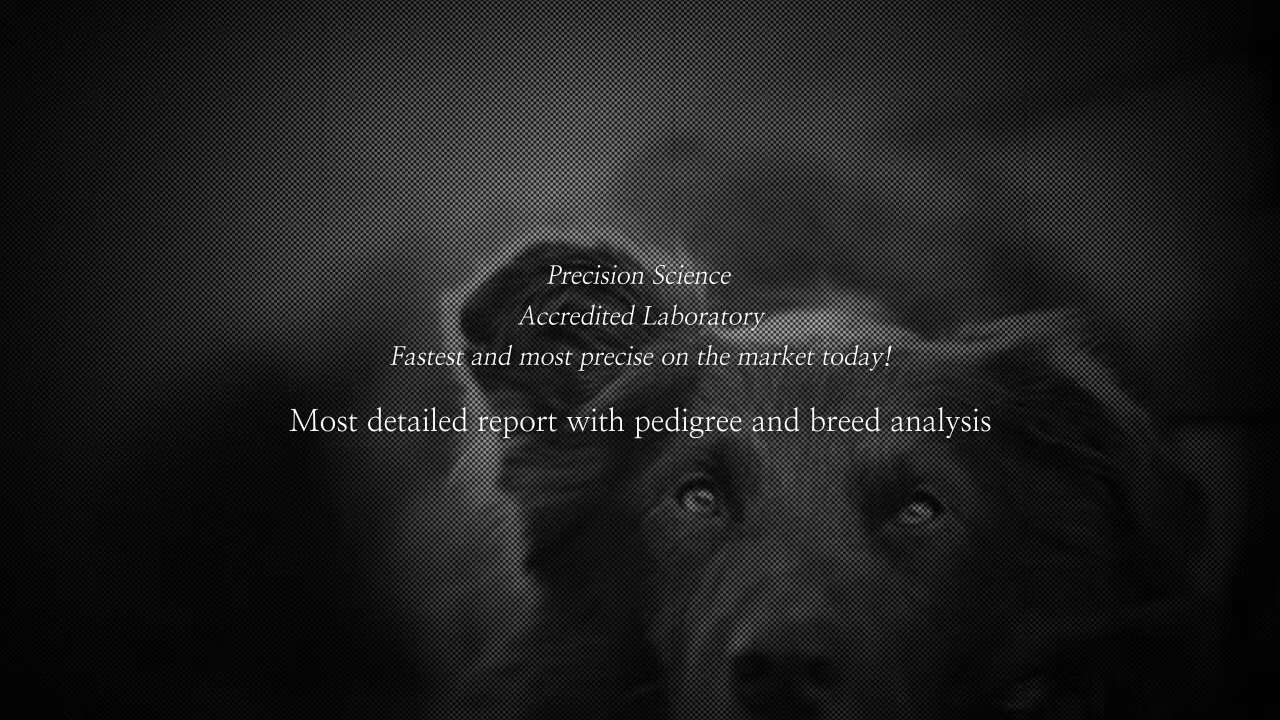 Precision Science
Accredited Laboratory
Fastest and most precise on the market today!
Most detailed report with pedigree and breed analysis